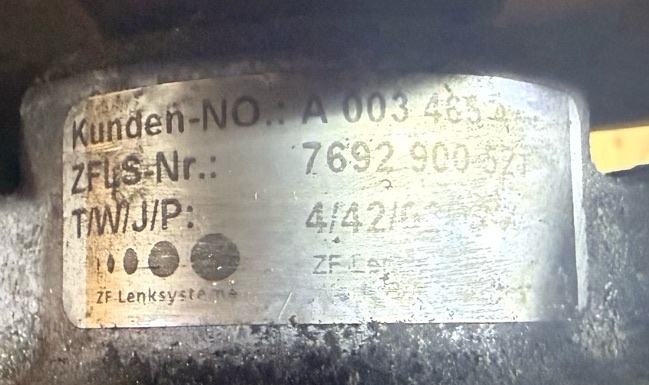 Kunden-NO.: A 003 465
ZFLS-Nr.: 7692 900
T/W/J/P: 4/42/
ZF-Lenksysteme